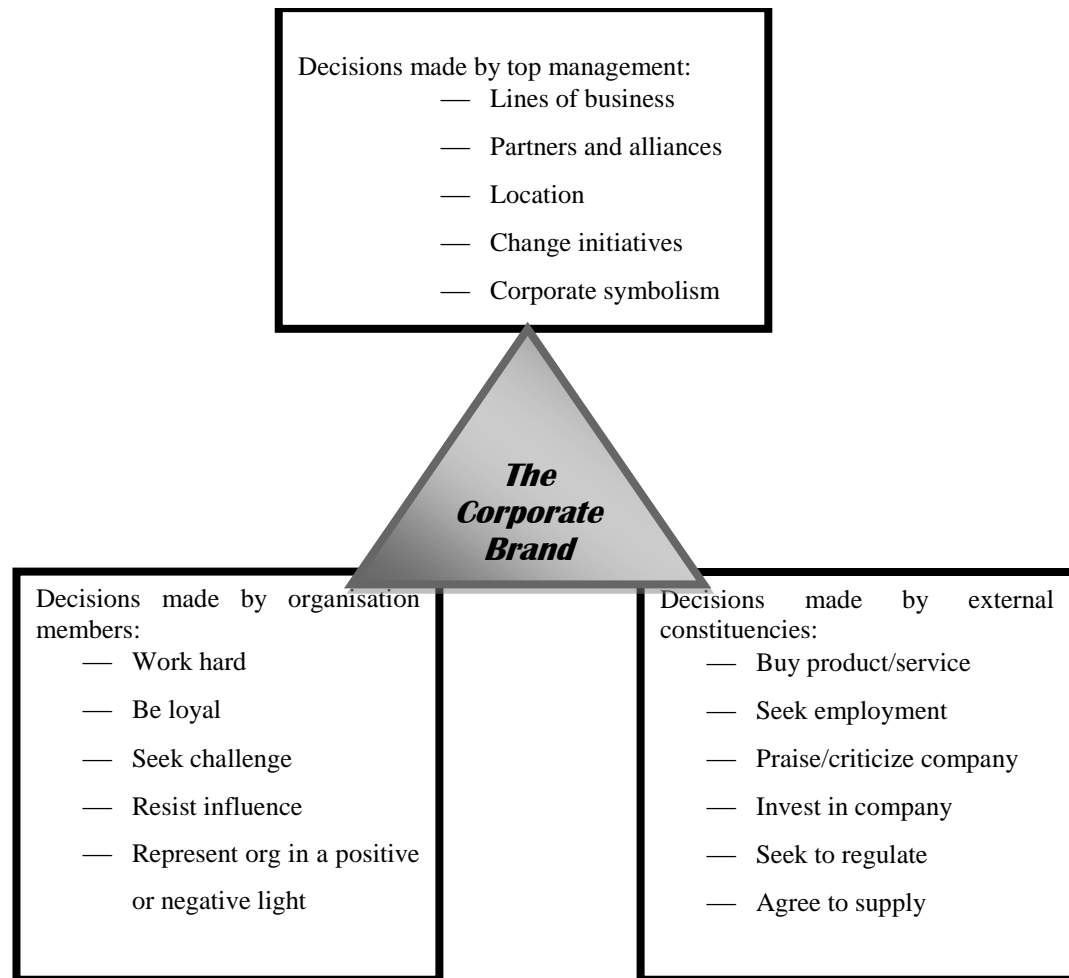 Decisions made by top management:
— Lines of business
— Partners and alliances
— Location
— Change initiatives
— Corporate symbolism
The
Corporate
Brand
Decisions made by organisation
members:
— Work hard
— Be loyal
— Seek challenge
— Resist influence
— Represent org in a positive
or negative light
Decisions made by external
constituencies:
— Buy product/service
— Seek employment
— Praise/criticize company
— Invest in company
— Seek to regulate
— Agree to supply